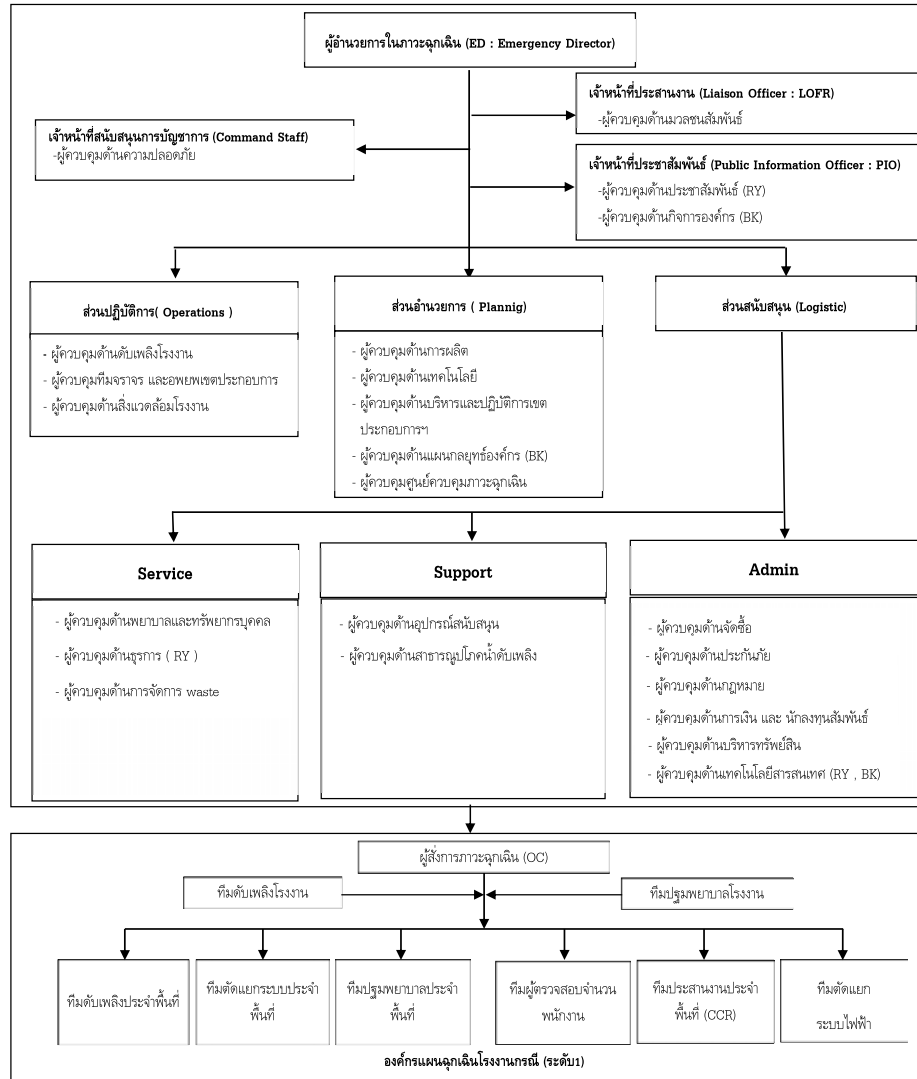 ผู้อำนวยการในภาวะฉุกเฉิน (ED : Emergency Director)
เจ้าหน้าที่ประสานงาน (Liaison Officer : LOFR)
-ผู้ควบคุมด้านมวลชนสัมพันธ์
เจ้าหน้าที่สนับสนุนการบัญชาการ (Command Staff)
-ผู้ควบคุมด้านความปลอดภัย
เจ้าหน้าที่ประชาสัมพันธ์ (Public Information Officer : PIO)
-ผู้ควบคุมด้านประชาสัมพันธ์ (RY)
-ผู้ควบคุมด้านกิจการองค์กร (BK)
ส่วนปฏิบัติการ( Operations )
- ผู้ควบคุมด้านดับเพลิงโรงงาน
- ผู้ควบคุมทีมจราจร และอพยพเขตประกอบการ
- ผู้ควบคุมด้านสิ่งแวดล้อมโรงงาน
ส่วนอำนวยการ ( Plannig)
- ผู้ควบคุมด้านการผลิต
- ผู้ควบคุมด้านเทคโนโลยี
- ผู้ควบคุมด้านบริหารและปฏิบัติการเขต
ประกอบการฯ
- ผู้ควบคุมด้านแผนกลยุทธ์องค์กร (BK)
- ผู้ควบคุมศูนย์ควบคุมภาวะฉุกเฉิน
ส่วนสนับสนุน (Logistic)
Service
- ผู้ควบคุมด้านพยาบาลและทรัพยากรบุคคล
- ผู้ควบคุมด้านธุรการ ( RY )
- ผู้ควบคุมด้านการจัดการ waste
Support
- ผู้ควบคุมด้านอุปกรณ์สนับสนุน
- ผู้ควบคุมด้านสาธารณูปโภคน้ำดับเพลิง
Admin
- ผู้ควบคุมด้านจัดซื้อ
- ผู้ควบคุมด้านประกันภัย
- ผู้ควบคุมด้านกฎหมาย
- ผู้ควบคุมด้านการเงิน และ นักลงทุนสัมพันธ์
- ผู้ควบคุมด้านบริหารทรัพย์สิน
- ผู้ควบคุมด้านเทคโนโลยีสารสนเทศ (RY , BK)
ผู้สั่งการภาวะฉุกเฉิน (OC)
ทีมดับเพลิงโรงงาน
ทีมปฐมพยาบาลโรงงาน
ทีมดับเพลิงประจำพื้นที่
ทีมตัดแยกระบบประจำ
พื้นที่
ทีมปฐมพยาบาลประจำ
พื้นที่
ทีมผู้ตรวจสอบจำนวน
พนักงาน
ทีมประสานงานประจำ
พื้นที่ (CCR)
ทีมตัดแยก
ระบบไฟฟ้า
องค์กรแผนฉุกเฉินโรงงานกรณี (ระดับ1)